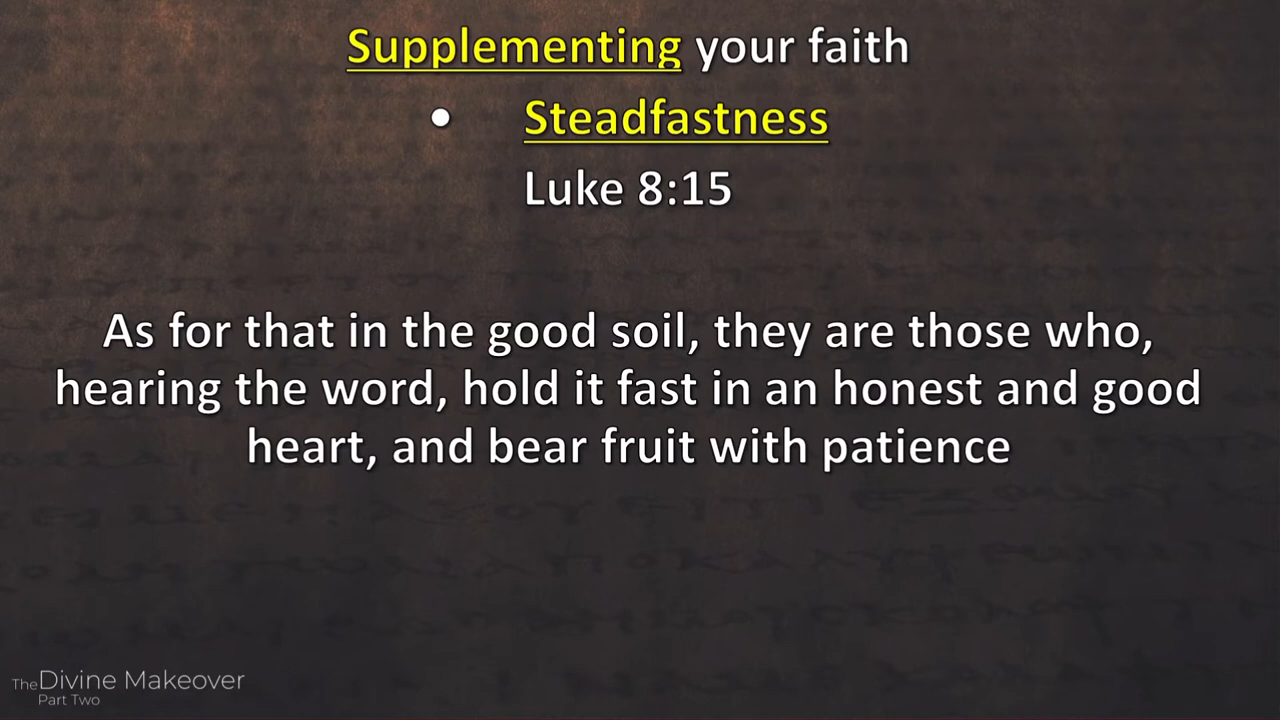 Supplementing your faith
• Steadfastness
Luke 8:15
As for that in the good soil, they are those who,
hearing the word, hold it fast in an honest and good
heart, and bear fruit with patience
The Divine Makeover
Part Two